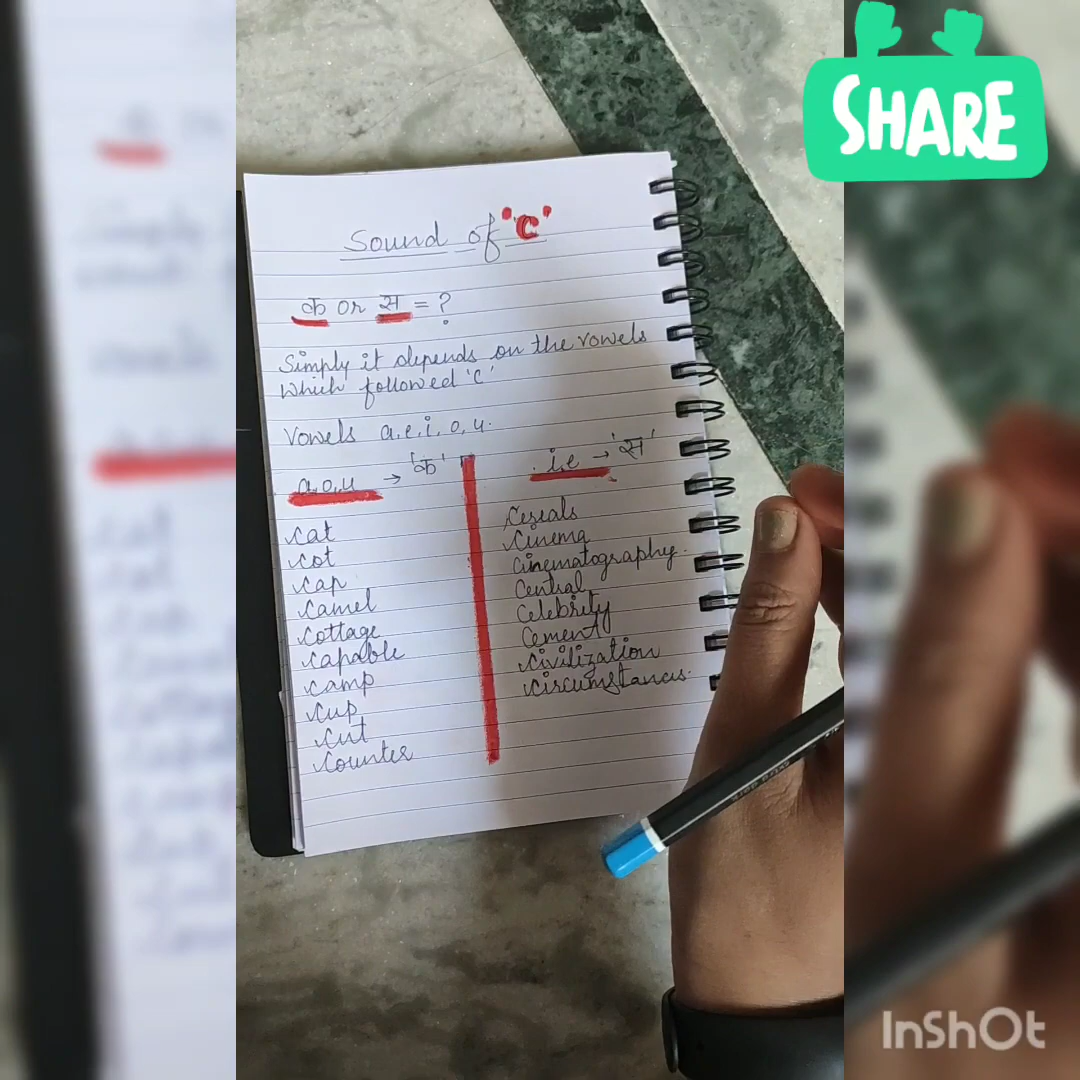 SHARE
Sound of "C"
क or स = ?
Simply it depends on the vowels
which followed 'c'
Vowels a, e, i, o, u.
a, o, u → 'क'
cat
cot
cap
camel
cottage
capable
camp
cup
cut
counter
i, e → 'स'
cereals
cinema
cinematography.
central
celebrity
cement
civilization
circumstances.
InShOt